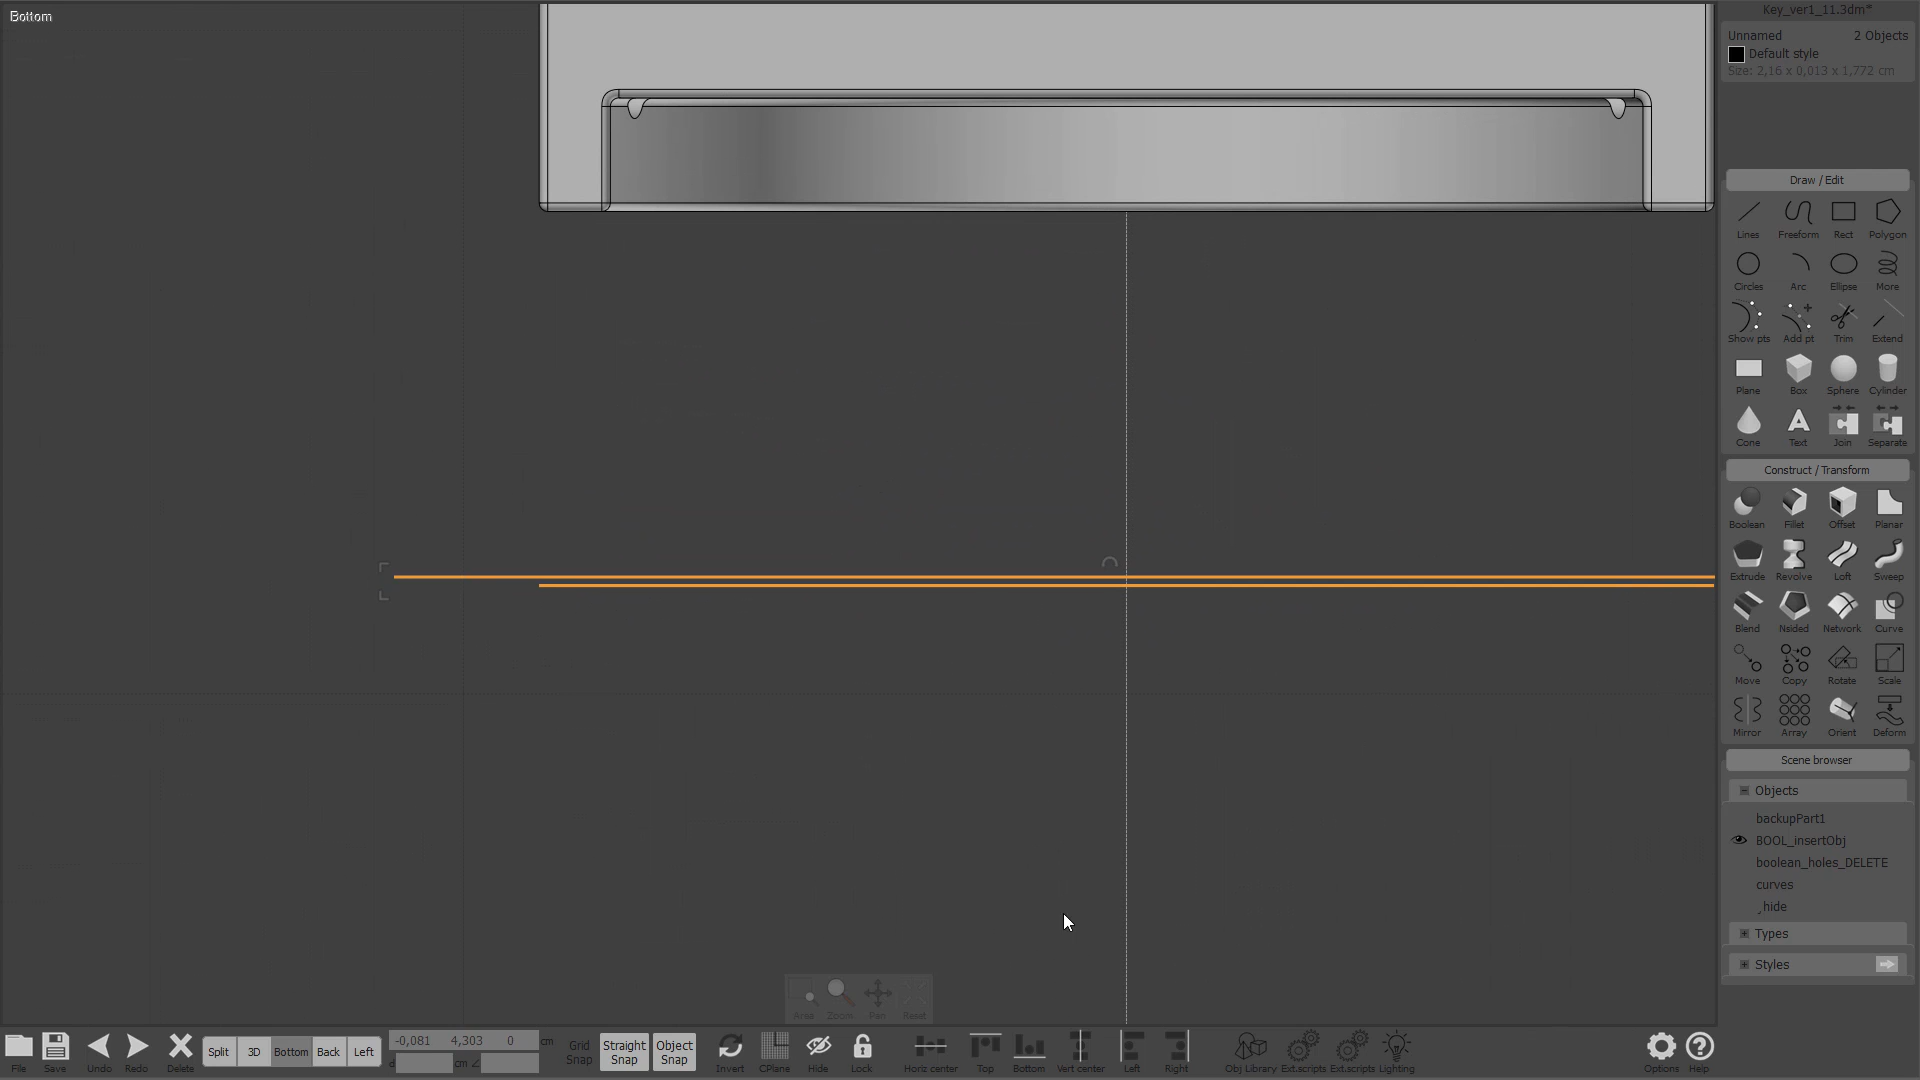 Bottom
Key_ver1_11.3dm*
Unnamed 2 Objects
Default style
Size: 2,16 x 0,013 x 1,772 cm
Draw / Edit
Lines Freeform Rect Polygon
Circles Arc Ellipse More
Show pts Add pt Trim Extend
Plane Box Sphere Cylinder
Cone Text Join Separate
Construct / Transform
Boolean Fillet Offset Planar
Extrude Revolve Loft Sweep
Blend Nsided Network Curve
Move Copy Rotate Scale
Mirror Array Orient Deform
Scene browser
Objects
backupPart1
BOOL_insertObj
boolean_holes_DELETE
curves
_hide
Types
Styles
Area Zoom Pan Reset
File Save Undo Redo Delete
Split 3D Bottom Back Left
-0,081 4,303 0 cm
d cm ∠
Grid Snap
Straight Snap
Object Snap
Invert CPlane Hide Lock
Horiz center Top Bottom Vert center Left Right
Obj Library Ext.scripts Ext.scripts Lighting
Options Help